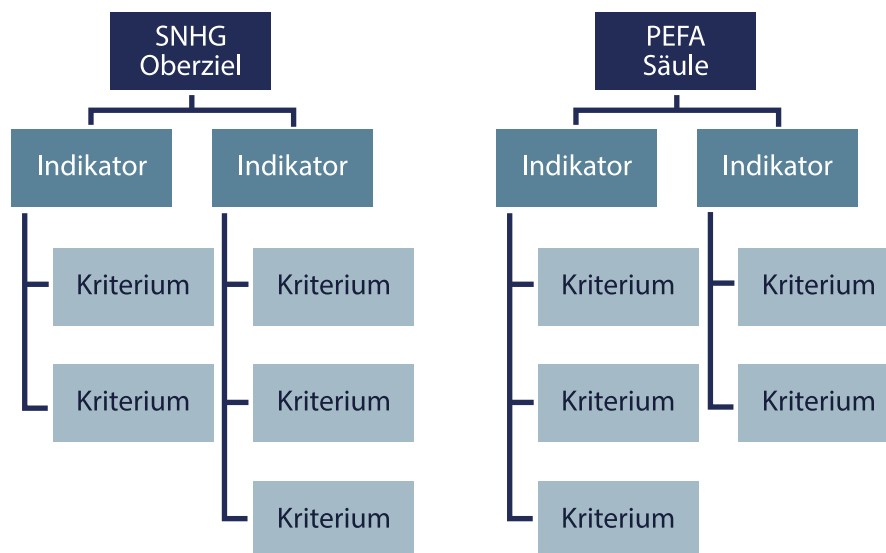 SNHG
Oberziel
PEFA
Säule
Indikator
Indikator
Indikator
Indikator
Kriterium
Kriterium
Kriterium
Kriterium
Kriterium
Kriterium
Kriterium
Kriterium
Kriterium
Kriterium